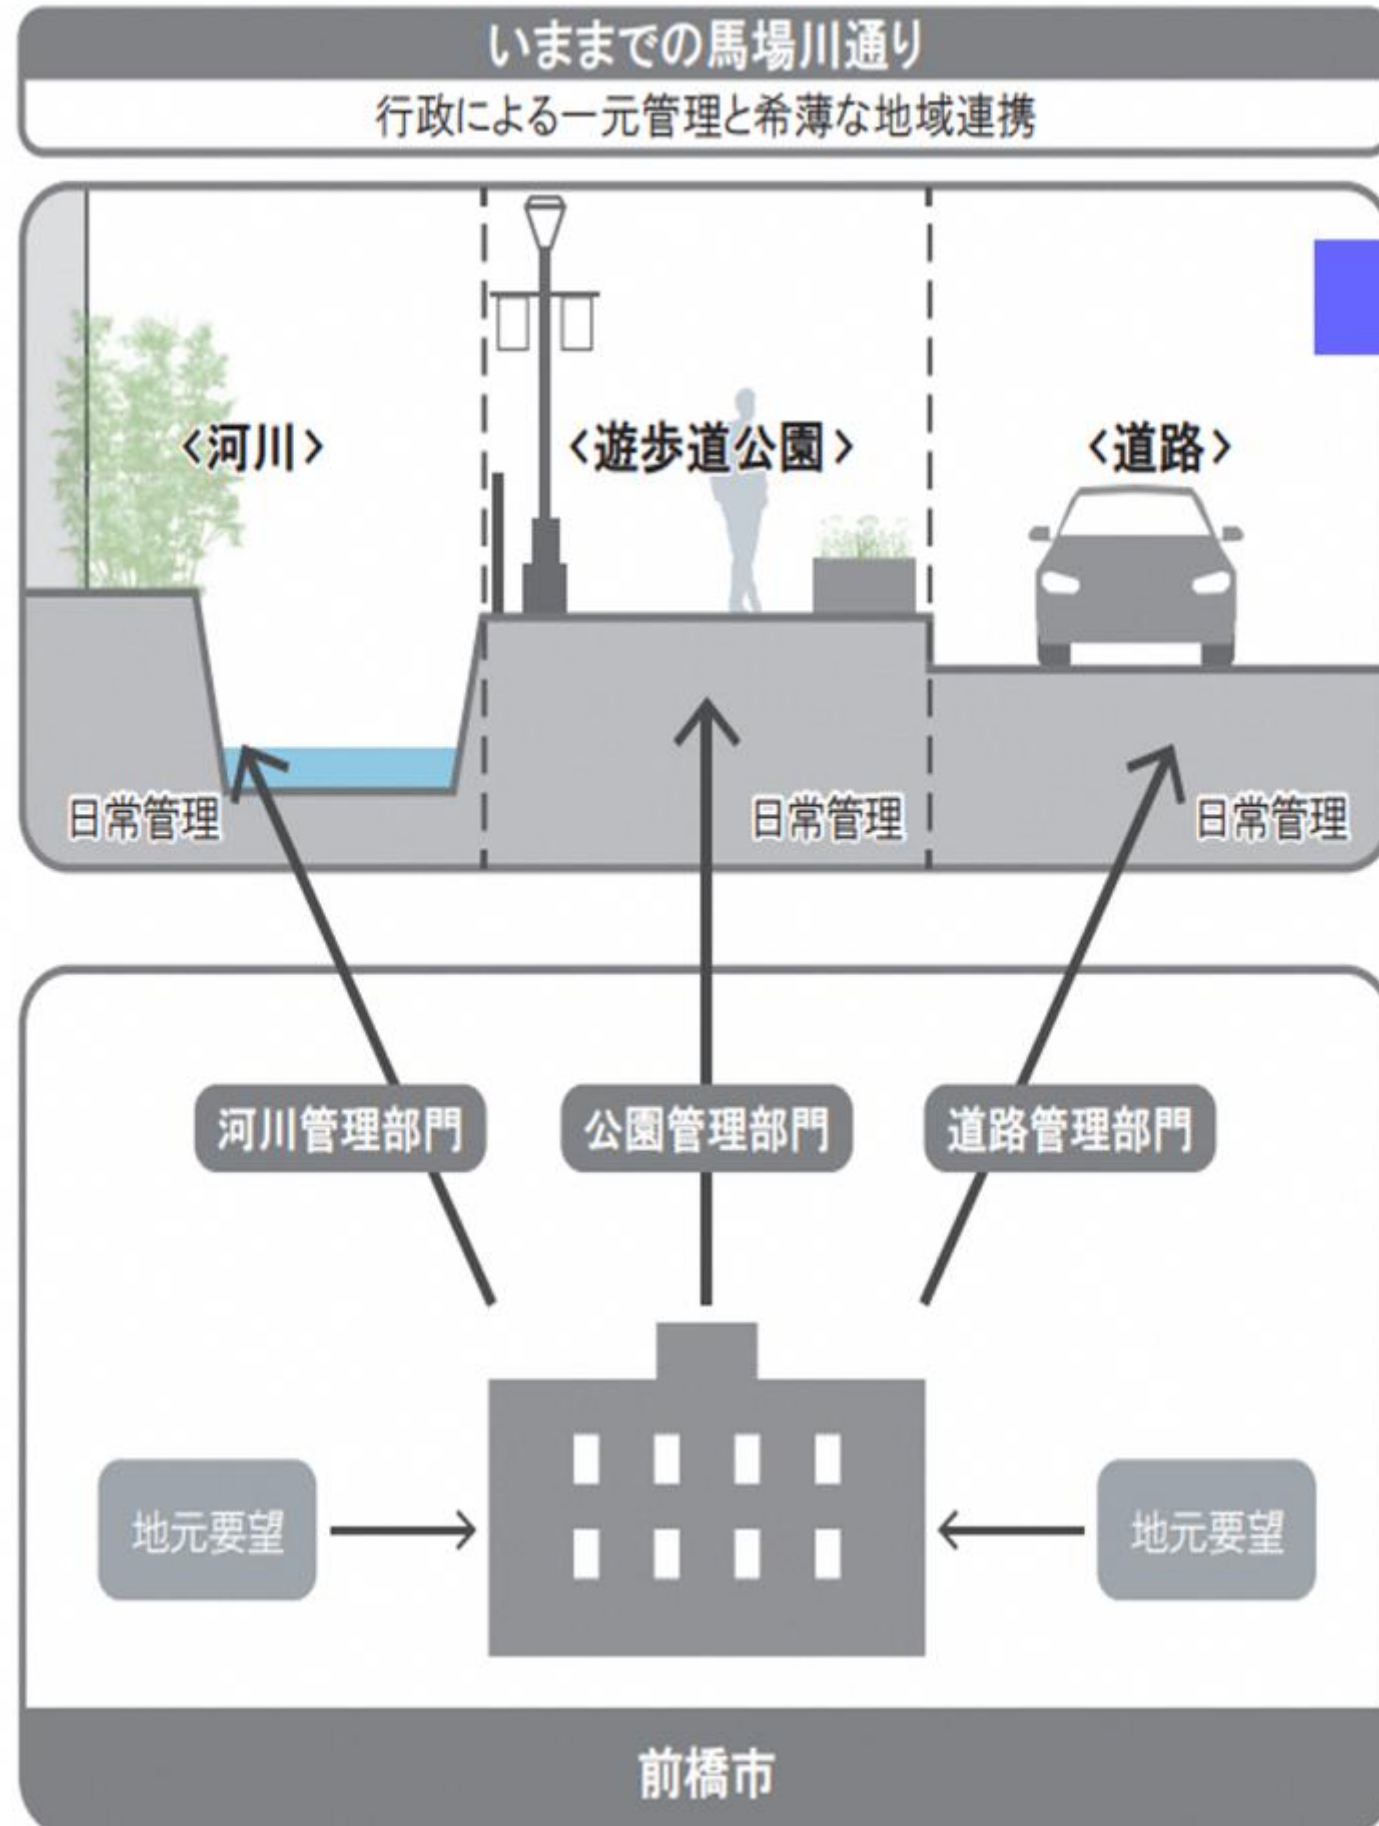 いままでの馬場川通り
行政による一元管理と希薄な地域連携
<河川>
<遊歩道公園>
<道路>
日常管理
日常管理
日常管理
河川管理部門
公園管理部門
道路管理部門
地元要望
地元要望
前橋市